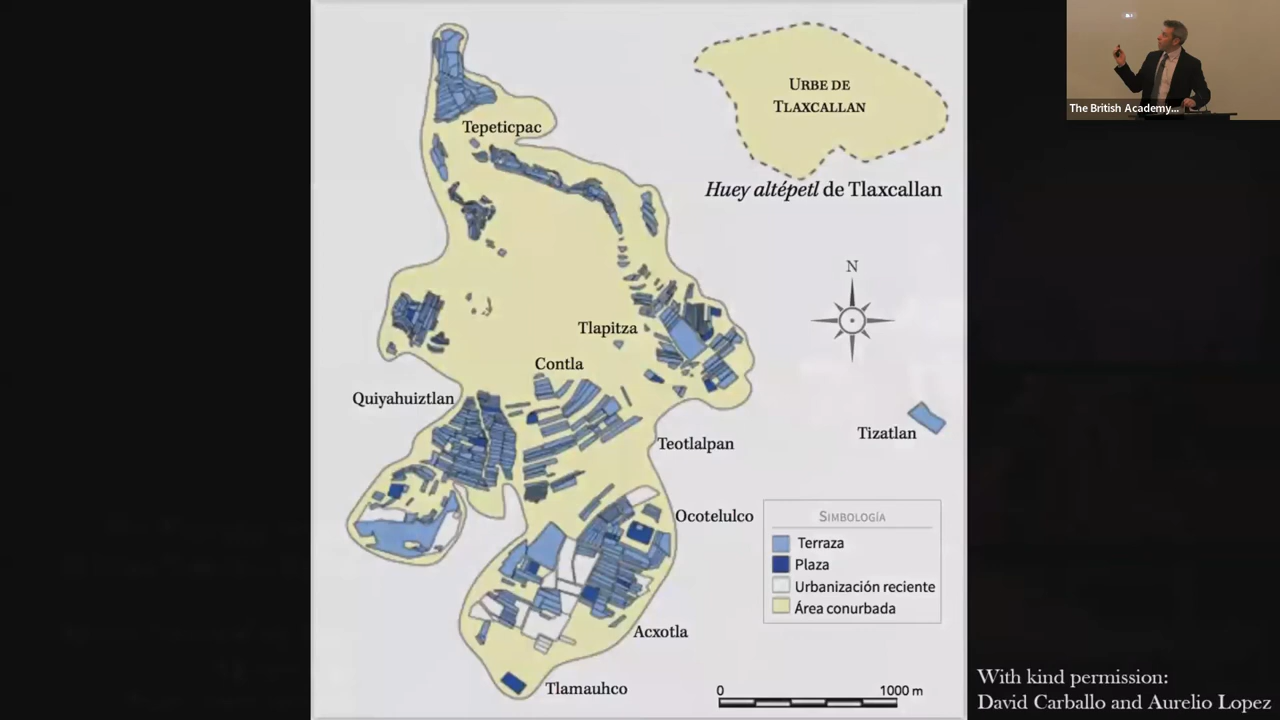 The British Academy...
URBE DE
TLAXCALLAN
Huey altépetl de Tlaxcallan
Tepeticpac
N
Tlapitza
Contla
Quiyahuiztlan
Tizatlan
Teotlalpan
Ocotelulco
SIMBOLOGÍA
Terraza
Plaza
Urbanización reciente
Área conurbada
Acxotla
Tlamauhco
0 1000 m
With kind permission:
David Carballo and Aurelio Lopez